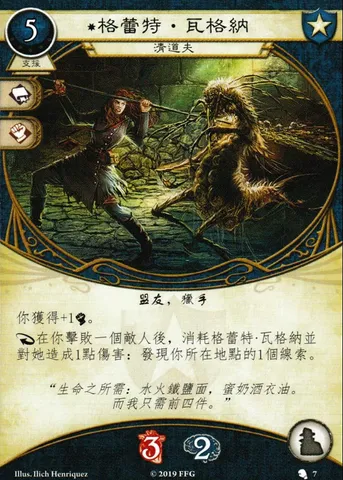 5
*格蕾特·瓦格納
清道夫
支援
盟友，獵手
你獲得+1。
在你擊敗一個敵人後，消耗格蕾特·瓦格納並
對她造成1點傷害：發現你所在地點的1個線索。
“生命之所需：水火鐵鹽麵，蜜奶酒衣油。
而我只需前四件。”
3 2
Illus. Ilich Henriquez © 2019 FFG 7